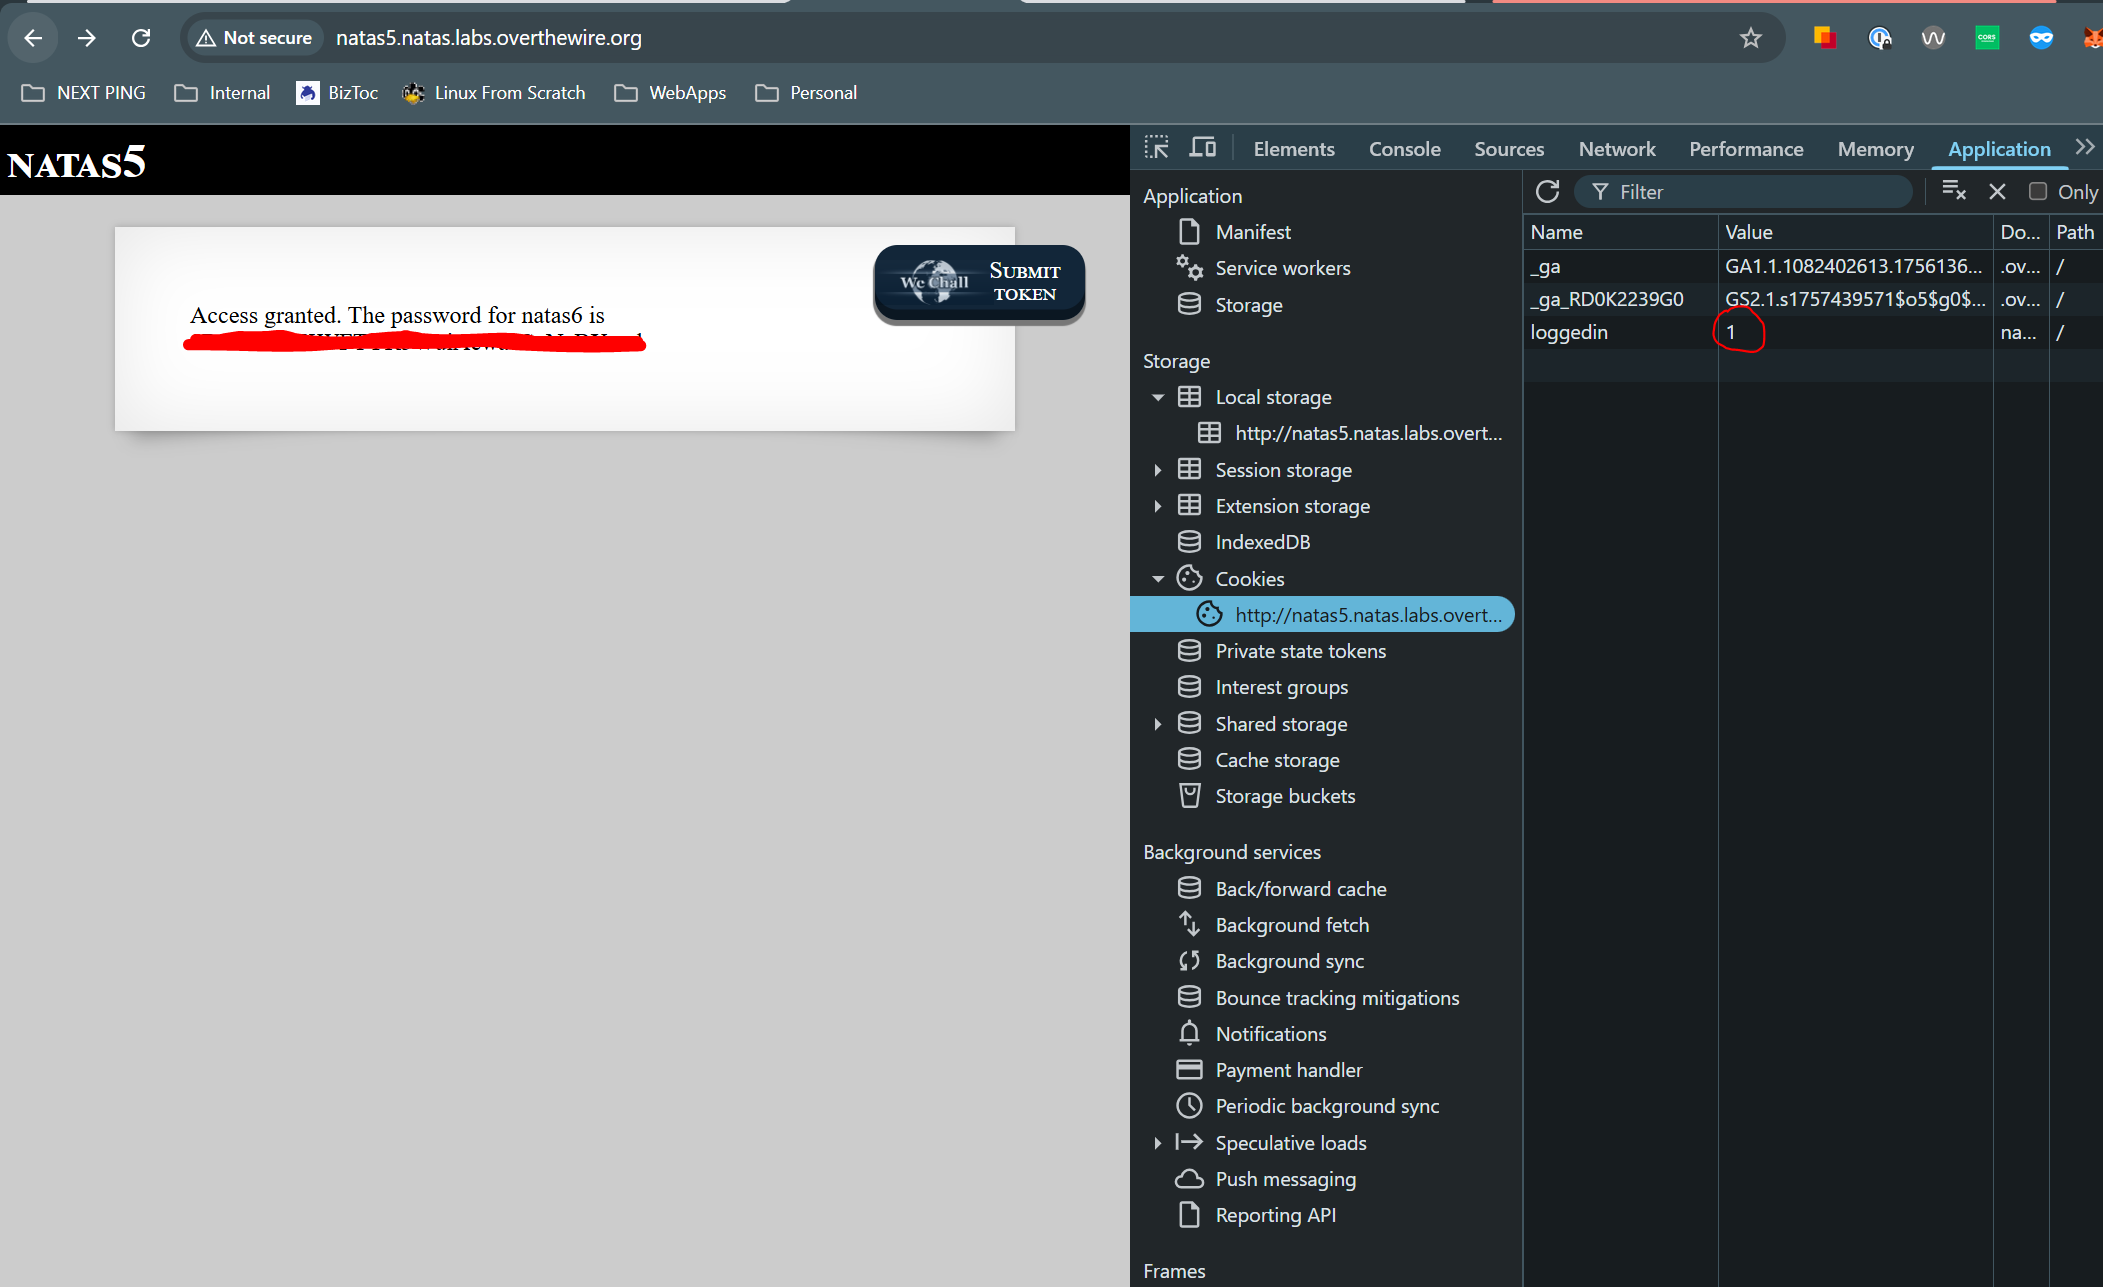 Not secure natas5.natas.labs.overthewire.org
CORS
NEXT PING Internal BizToc Linux From Scratch WebApps Personal
NATAS5
Access granted. The password for natas6 is
We Chall
SUBMIT
TOKEN
Elements Console Sources Network Performance Memory Application
Application
Manifest
Service workers
Storage
Storage
Local storage
http://natas5.natas.labs.overt...
Session storage
Extension storage
IndexedDB
Cookies
http://natas5.natas.labs.overt...
Private state tokens
Interest groups
Shared storage
Cache storage
Storage buckets
Background services
Back/forward cache
Background fetch
Background sync
Bounce tracking mitigations
Notifications
Payment handler
Periodic background sync
Speculative loads
Push messaging
Reporting API
Frames
Filter Only
Name Value Do... Path
_ga GA1.1.1082402613.1756136... .ov... /
_ga_RD0K2239G0 GS2.1.s1757439571$o5$g0$... .ov... /
loggedin 1 na... /